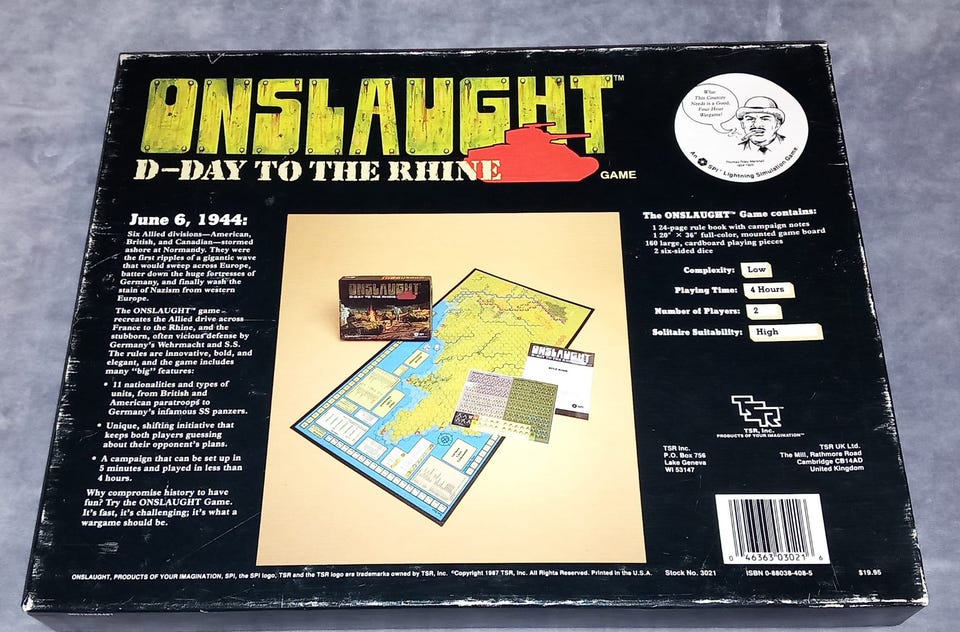 ONSLAUGHT™
D-DAY TO THE RHINE
GAME
What
This Country
Needs is a Good,
Four Hour
Wargame!
Thomas Riley Marshall
1854-1925
An SPI™ Lightning Simulation Game.
June 6, 1944:
Six Allied divisions—American,
British, and Canadian—stormed
ashore at Normandy. They were
the first ripples of a gigantic wave
that would sweep across Europe,
batter down the huge fortresses of
Germany, and finally wash the
stain of Nazism from western
Europe.
The ONSLAUGHT™ game
recreates the Allied drive across
France to the Rhine, and the
stubborn, often vicious defense by
Germany's Wehrmacht and S.S.
The rules are innovative, bold, and
elegant, and the game includes
many "big" features:
• 11 nationalities and types of
units, from British and
American paratroops to
Germany's infamous SS panzers.
• Unique, shifting initiative that
keeps both players guessing
about their opponent's plans.
• A campaign that can be set up in
5 minutes and played in less than
4 hours.
Why compromise history to have
fun? Try the ONSLAUGHT Game.
It's fast, it's challenging; it's what a
wargame should be.
ONSLAUGHT
D-DAY TO THE RHINE
ONSLAUGHT
RULE BOOK
The ONSLAUGHT™ Game contains:
1 24-page rule book with campaign notes
1 20" × 36" full-color, mounted game board
160 large, cardboard playing pieces
2 six-sided dice
Complexity: Low
Playing Time: 4 Hours
Number of Players: 2
Solitaire Suitability: High
TSR
TSR, Inc.
PRODUCTS OF YOUR IMAGINATION™
TSR Inc.
P.O. Box 756
Lake Geneva
WI 53147
TSR UK Ltd.
The Mill, Rathmore Road
Cambridge CB14AD
United Kingdom
0 46363 03021 6
ONSLAUGHT, PRODUCTS OF YOUR IMAGINATION, SPI, the SPI logo, TSR and the TSR logo are trademarks owned by TSR, Inc. ©Copyright 1987 TSR, Inc. All Rights Reserved. Printed in the U.S.A. Stock No. 3021 ISBN 0-88038-408-5 $19.95